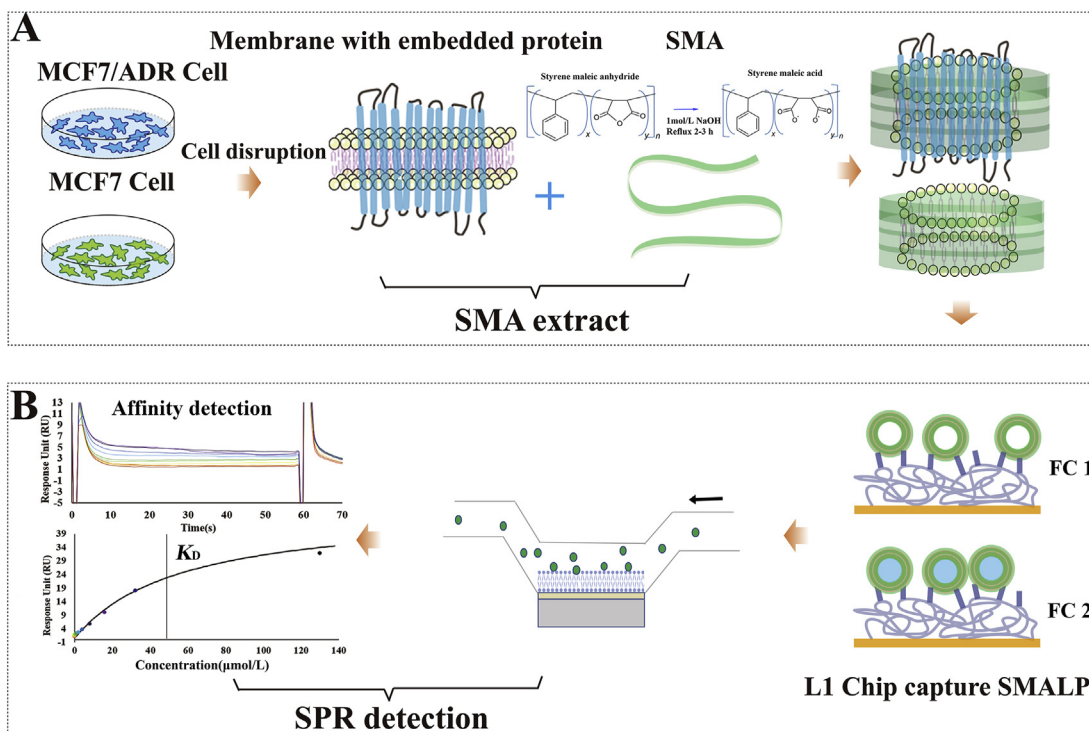 A
Membrane with embedded protein
SMA
MCF7/ADR Cell
Styrene maleic anhydride
Styrene maleic acid
x
y
n
1mol/L NaOH
Reflux 2-3 h
x
y
n
O
O
O
O
O
O
O
Cell disruption
MCF7 Cell
+
SMA extract
B
Affinity detection
Response Unit (RU)
13
11
9
7
5
3
1
-1
-3
-5
0 10 20 30 40 50 60 70
Time(s)
Response Unit (RU)
39
34
29
24
19
14
9
4
-1
KD
0 20 40 60 80 100 120 140
Concentration(μmol/L)
SPR detection
FC 1
FC 2
L1 Chip capture SMALP